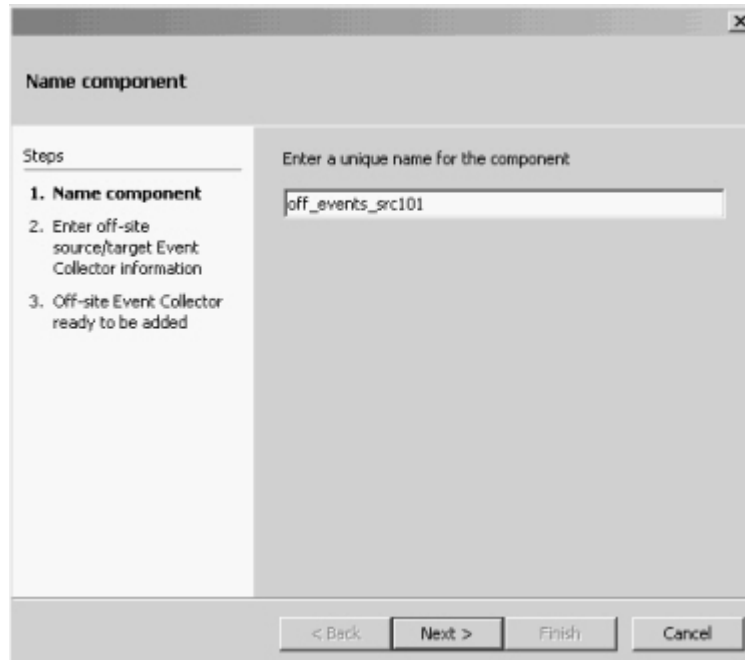 Name component
Steps
1. Name component
2. Enter off-site
source/target Event
Collector information
3. Off-site Event Collector
ready to be added
Enter a unique name for the component
off_events_src101
< Back
Next >
Finish
Cancel